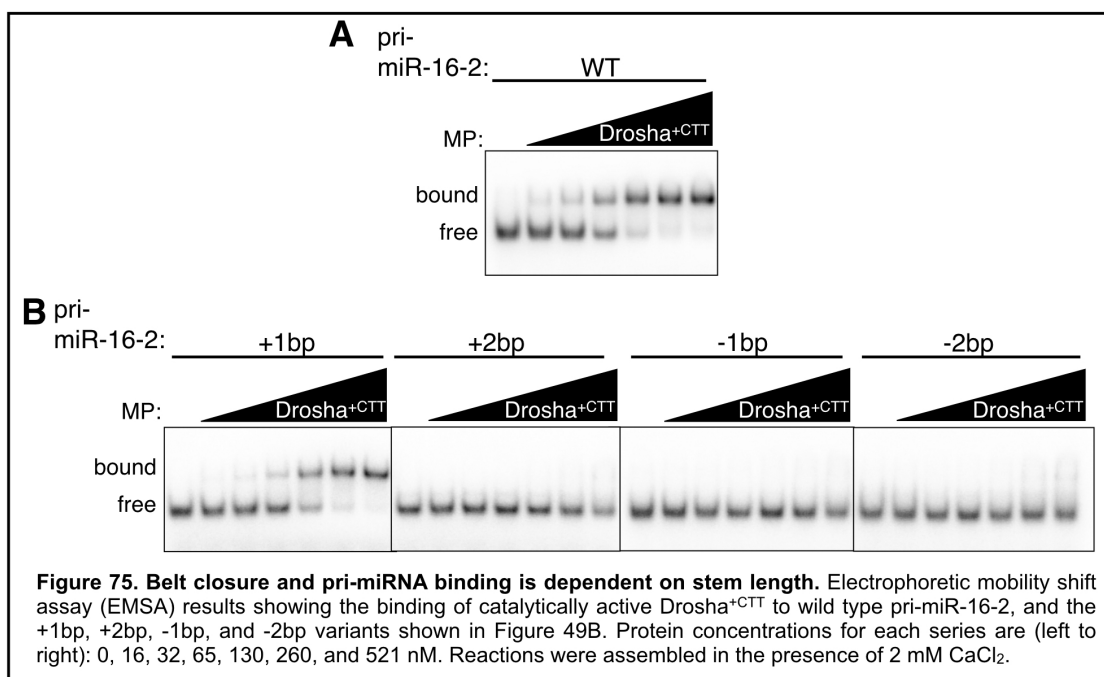 A pri-
miR-16-2: WT
MP: Drosha+CTT
bound
free
B pri-
miR-16-2: +1bp +2bp -1bp -2bp
MP: Drosha+CTT Drosha+CTT Drosha+CTT Drosha+CTT
bound
free
Figure 75. Belt closure and pri-miRNA binding is dependent on stem length. Electrophoretic mobility shift
assay (EMSA) results showing the binding of catalytically active Drosha+CTT to wild type pri-miR-16-2, and the
+1bp, +2bp, -1bp, and -2bp variants shown in Figure 49B. Protein concentrations for each series are (left to
right): 0, 16, 32, 65, 130, 260, and 521 nM. Reactions were assembled in the presence of 2 mM CaCl₂.